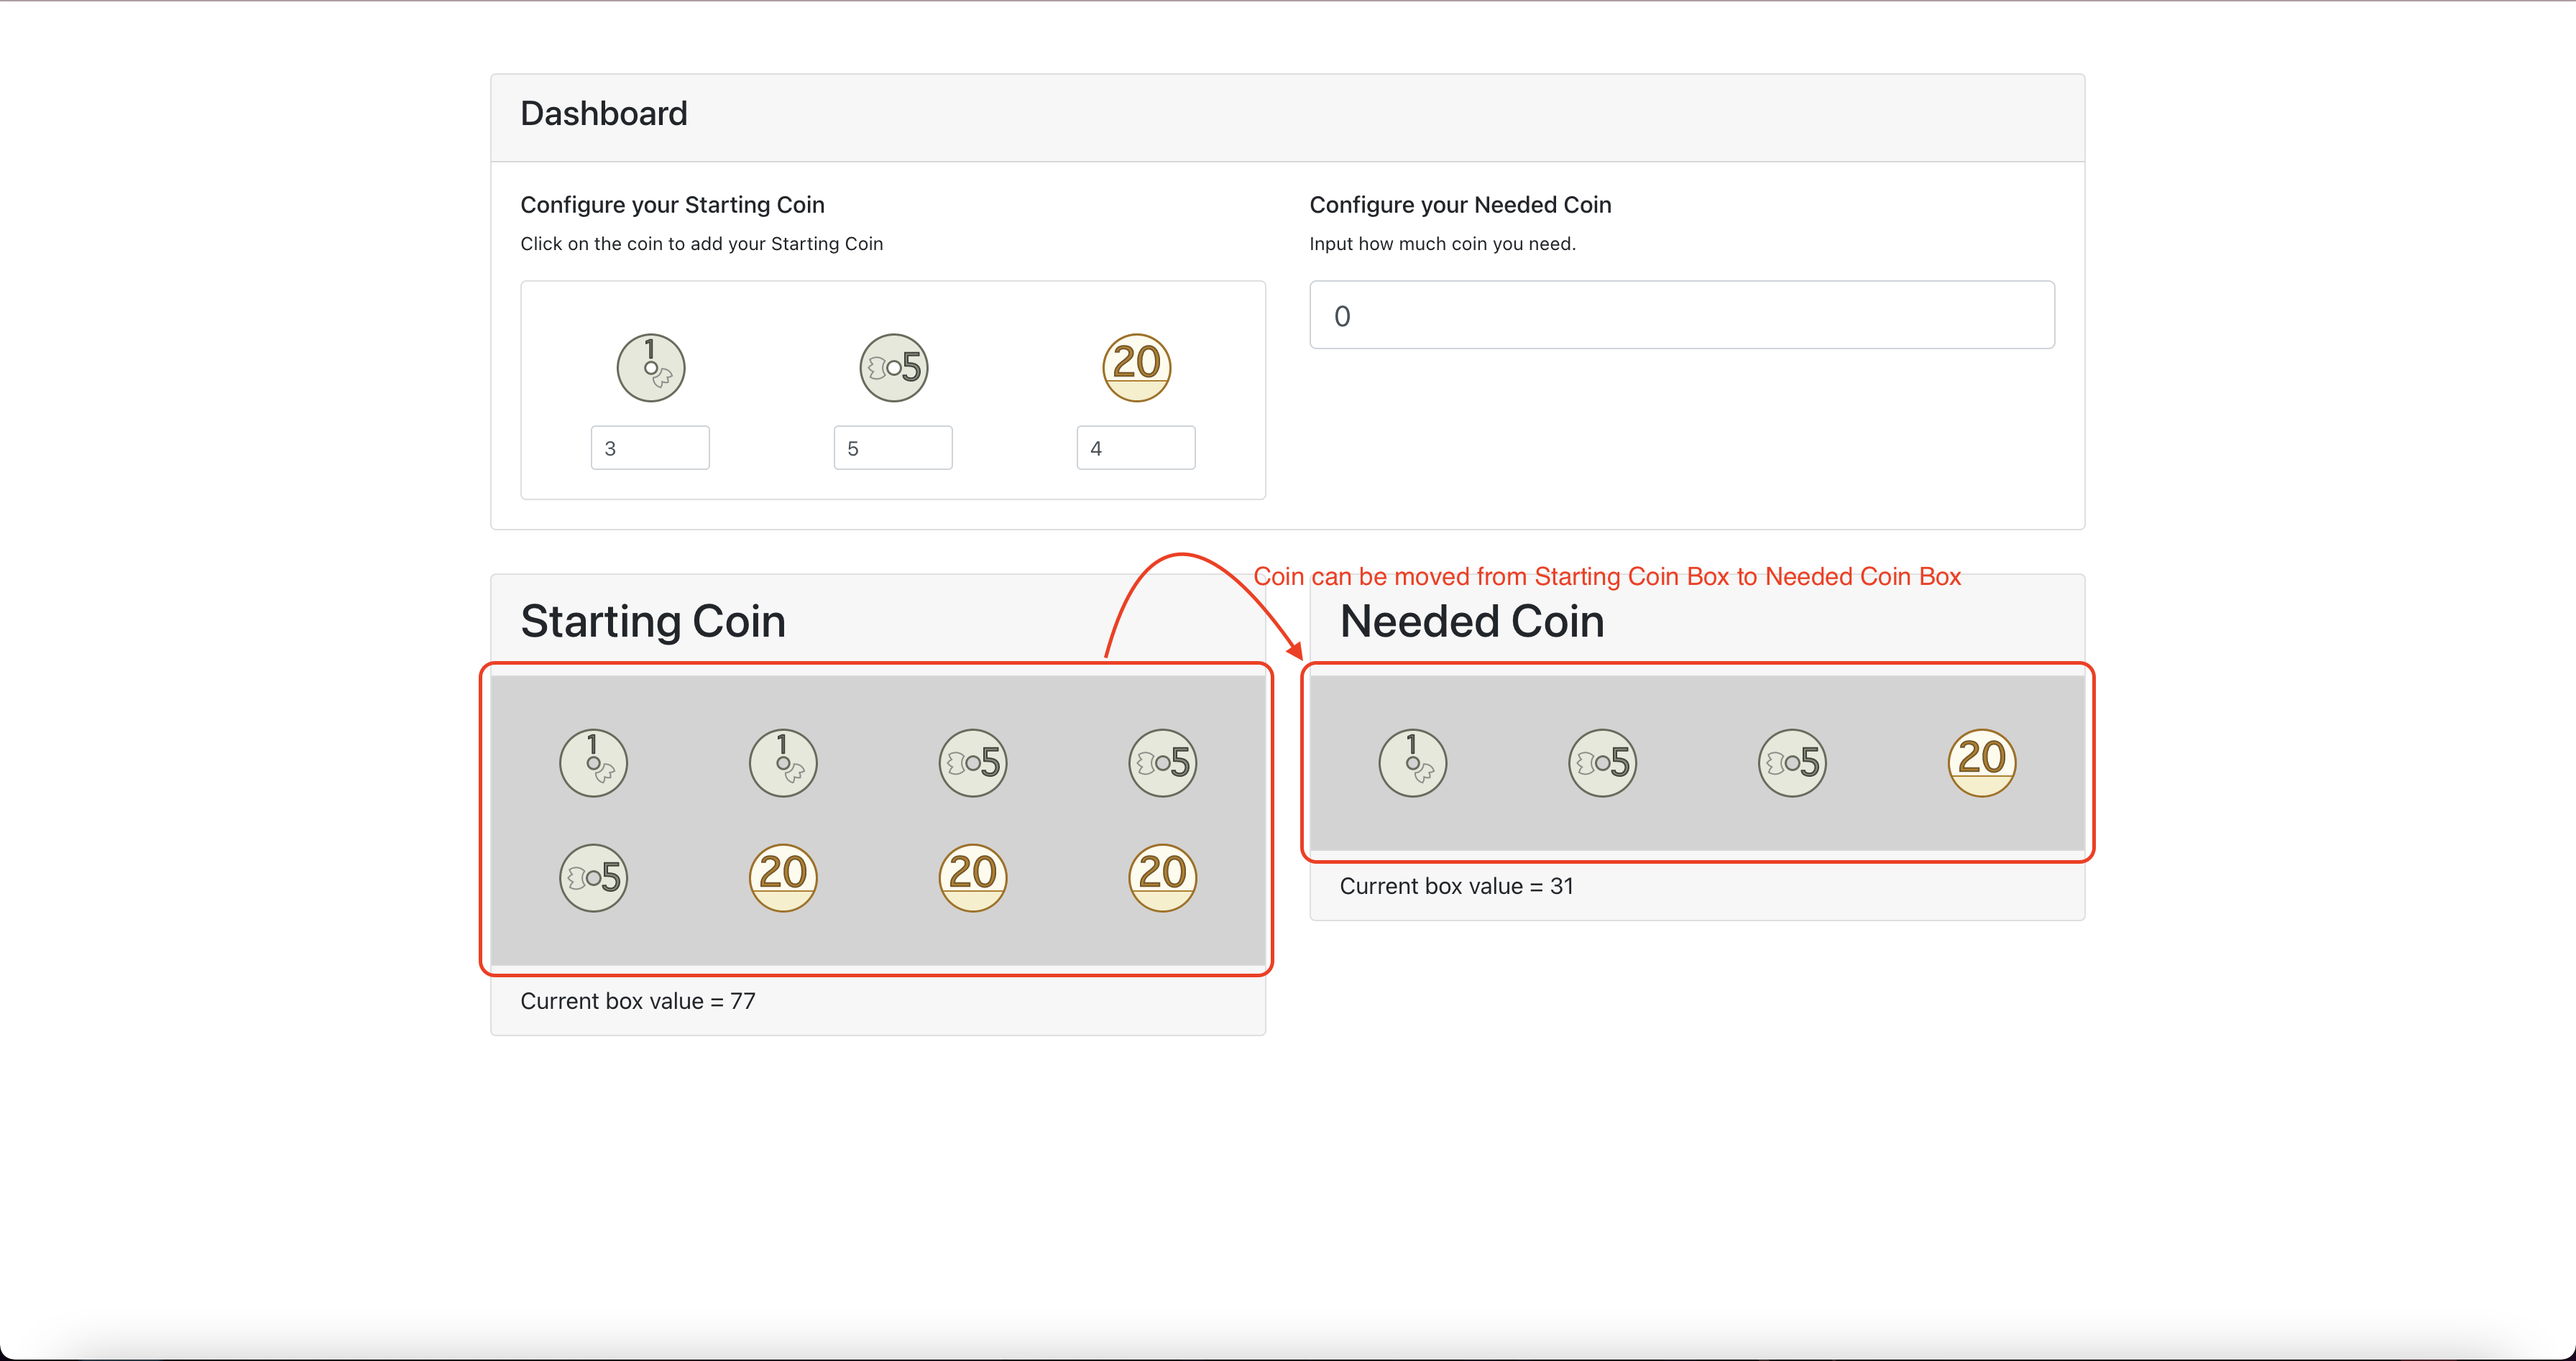 Dashboard
Configure your Starting Coin
Click on the coin to add your Starting Coin
1
5
20
3
5
4
Configure your Needed Coin
Input how much coin you need.
0
Coin can be moved from Starting Coin Box to Needed Coin Box
Starting Coin
1
1
5
5
5
20
20
20
Current box value = 77
Needed Coin
1
5
5
20
Current box value = 31